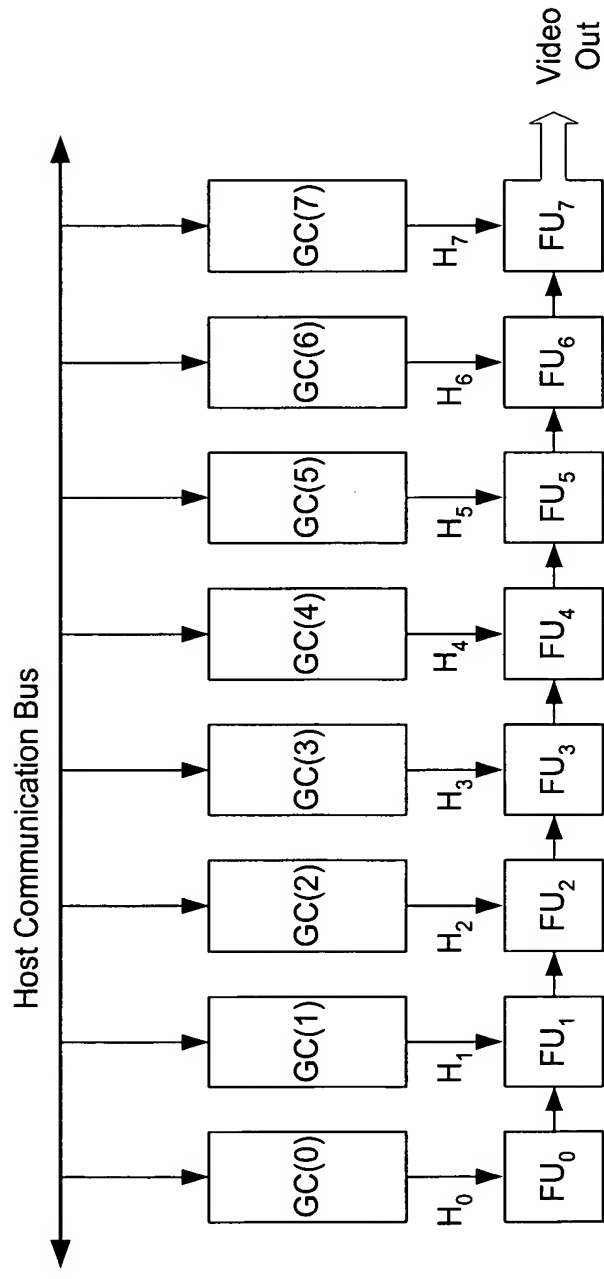 Host Communication Bus
GC(0)
GC(1)
GC(2)
GC(3)
GC(4)
GC(5)
GC(6)
GC(7)
H₀
H₁
H₂
H₃
H₄
H₅
H₆
H₇
FU₀
FU₁
FU₂
FU₃
FU₄
FU₅
FU₆
FU₇
Video
Out